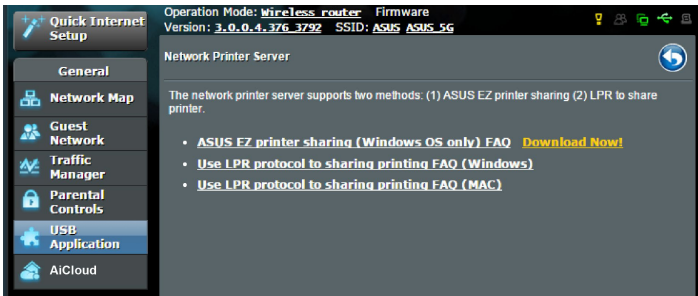 Quick Internet
Setup
General
Network Map
Guest
Network
Traffic
Manager
Parental
Controls
USB
Application
AiCloud
Operation Mode: Wireless router Firmware
Version: 3.0.0.4.376_3792 SSID: ASUS ASUS_5G
Network Printer Server
The network printer server supports two methods: (1) ASUS EZ printer sharing (2) LPR to share
printer.
• ASUS EZ printer sharing (Windows OS only) FAQ Download Now!
• Use LPR protocol to sharing printing FAQ (Windows)
• Use LPR protocol to sharing printing FAQ (MAC)